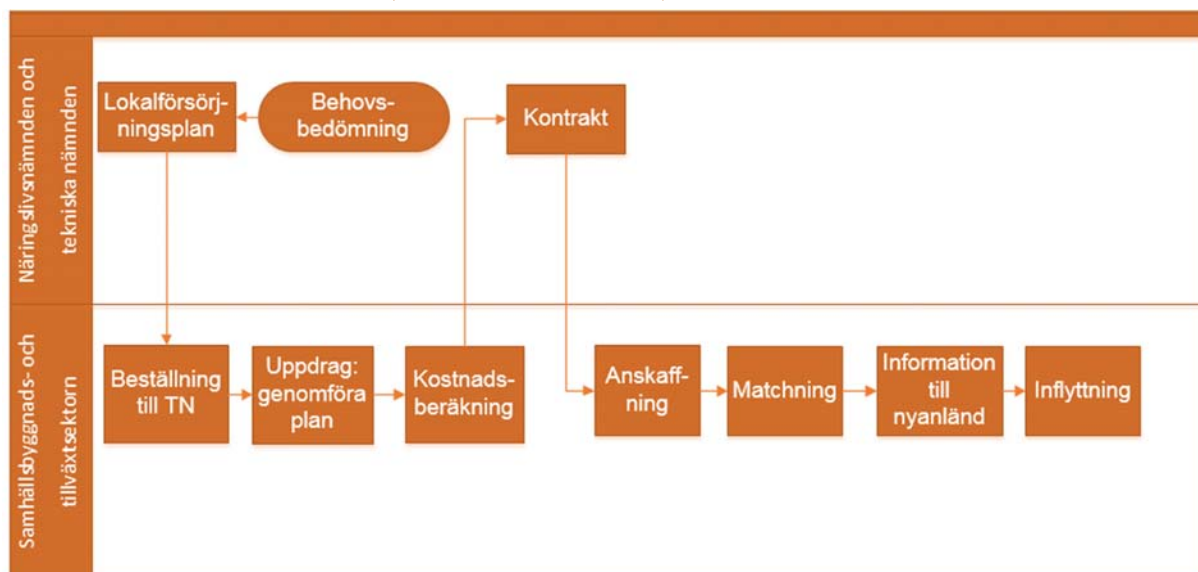 Näringslivsnämnden och
tekniska nämnden
Lokalförsörj-
ningsplan
Behovs-
bedömning
Kontrakt
Samhällsbyggnads- och
tillväxtsektorn
Beställning
till TN
Uppdrag:
genomföra
plan
Kostnads-
beräkning
Anskaff-
ning
Matchning
Information
till
nyanländ
Inflyttning